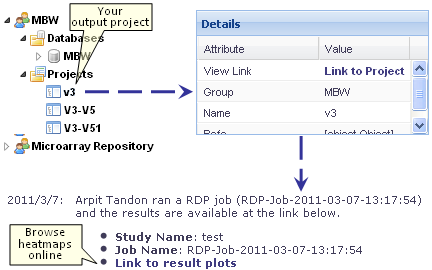 Your
output project
MBW
Databases
MBW
Projects
v3
V3-V5
V3-V51
Microarray Repository
Details
Attribute Value
View Link Link to Project
Group MBW
Name v3
[object Object]
2011/3/7: Arpit Tandon ran a RDP job (RDP-Job-2011-03-07-13:17:54)
and the results are available at the link below.
Browse
heatmaps
online
Study Name: test
Job Name: RDP-Job-2011-03-07-13:17:54
Link to result plots